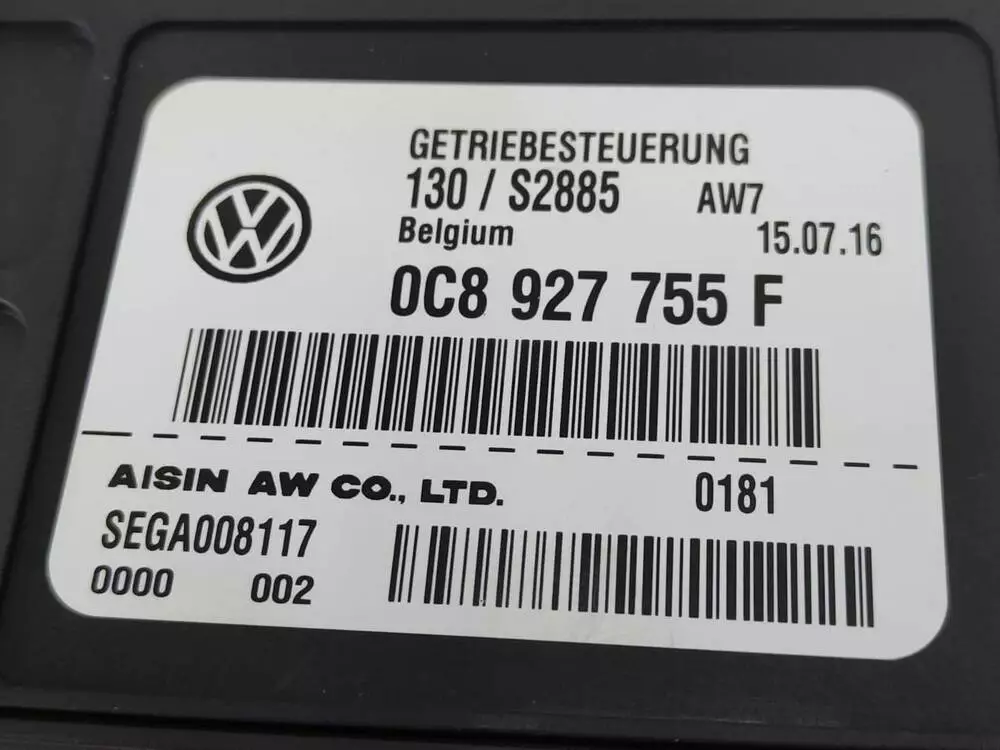 GETRIEBESTEUERUNG
130 / S2885 AW7
Belgium 15.07.16
0C8 927 755 F
AISIN AW CO., LTD. 0181
SEGA008117
0000 002